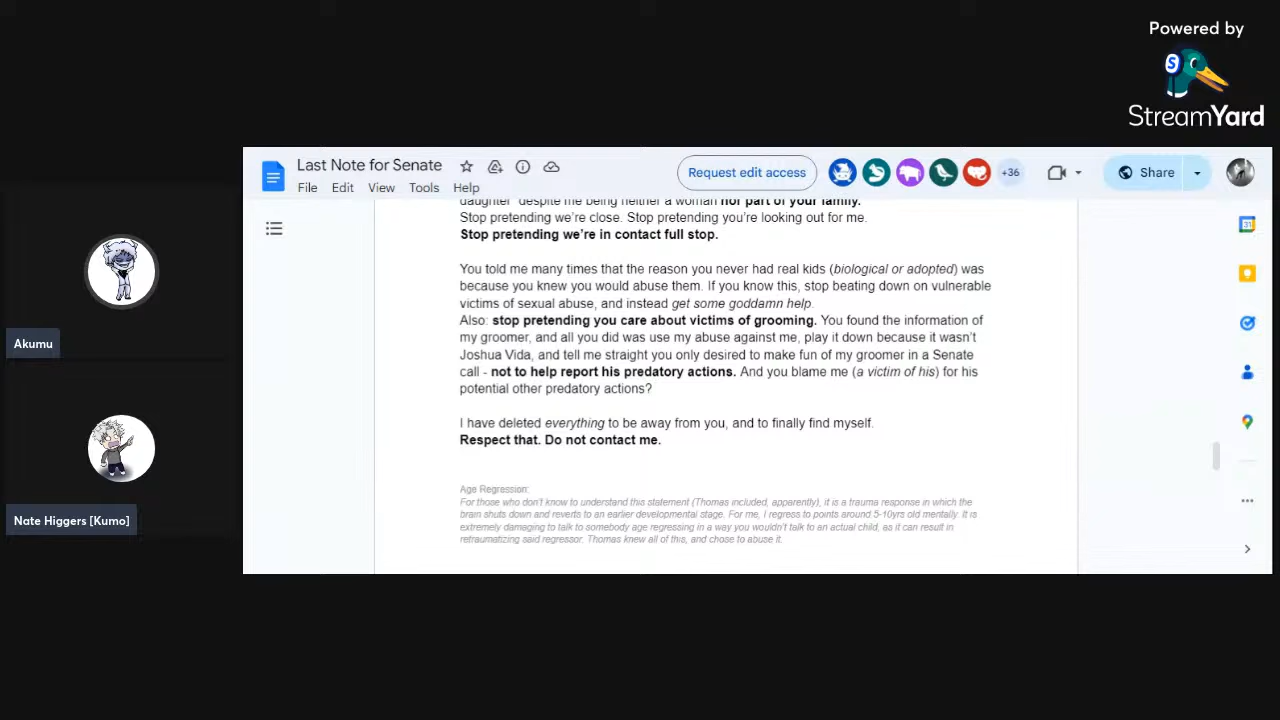 Powered by
S
StreamYard
Last Note for Senate
File Edit View Tools Help
Request edit access
+36
Share
31
daughter" despite me being neither a woman nor part of your family.
Stop pretending we're close. Stop pretending you're looking out for me.
Stop pretending we're in contact full stop.
You told me many times that the reason you never had real kids (biological or adopted) was
because you knew you would abuse them. If you know this, stop beating down on vulnerable
victims of sexual abuse, and instead get some goddamn help.
Also: stop pretending you care about victims of grooming. You found the information of
my groomer, and all you did was use my abuse against me, play it down because it wasn't
Joshua Vida, and tell me straight you only desired to make fun of my groomer in a Senate
call - not to help report his predatory actions. And you blame me (a victim of his) for his
potential other predatory actions?
I have deleted everything to be away from you, and to finally find myself.
Respect that. Do not contact me.
Age Regression:
For those who don't know to understand this statement (Thomas included, apparently), it is a trauma response in which the
brain shuts down and reverts to an earlier developmental stage. For me, I regress to points around 5-10yrs old mentally. It is
extremely damaging to talk to somebody age regressing in a way you wouldn't talk to an actual child, as it can result in
retraumatizing said regressor. Thomas knew all of this, and chose to abuse it.
Akumu
Nate Higgers [Kumo]